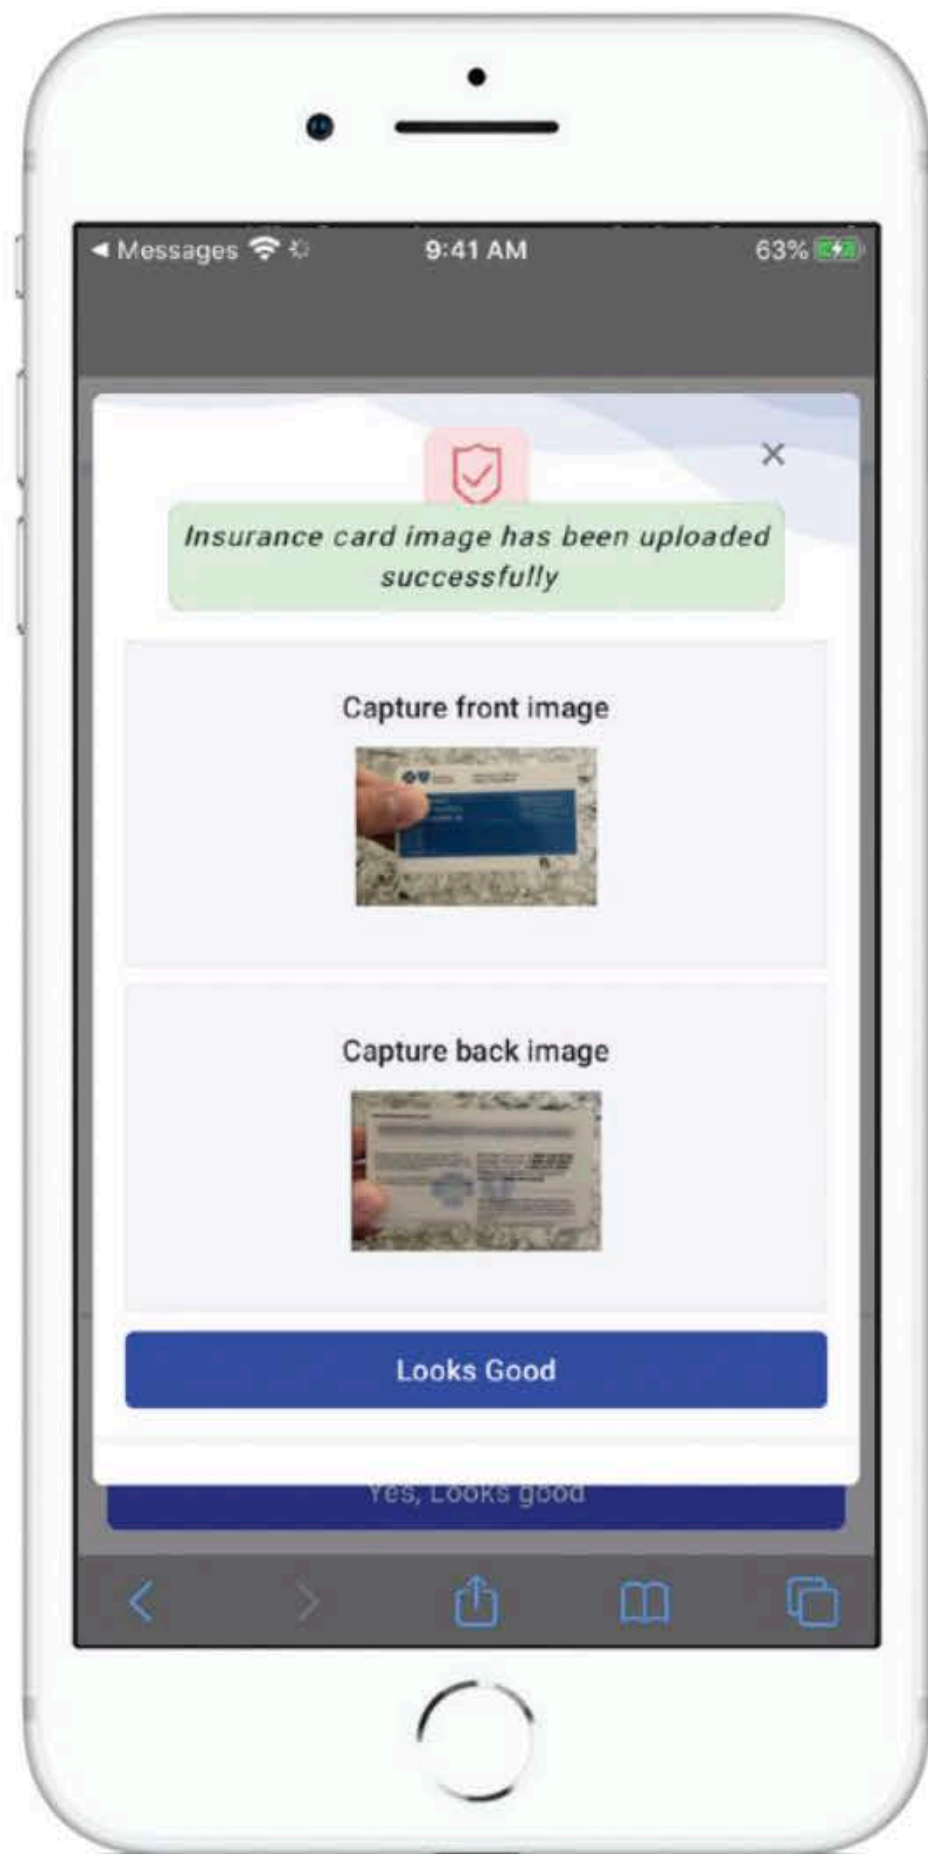 Messages 9:41 AM 63%
Insurance card image has been uploaded
successfully
Capture front image
Capture back image
Looks Good
Yes, Looks good